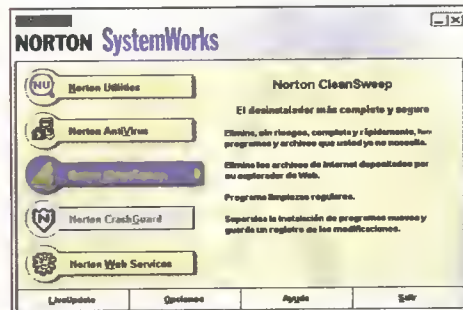 NORTON SystemWorks
NU
Norton Utilities
Norton AntiVirus
N
Norton CrashGuard
Norton Web Services
Norton CleanSweep
El desinstalador más completo y seguro
Elimina, sin riesgos, completa y rápidamente, los
programas y archivos que usted ya no necesita.
Elimina los archivos de Internet depositados por
su explorador de Web.
Programa limpiezas regulares.
Supervisa la instalación de programas nuevos y
guarda un registro de las modificaciones.
LiveUpdate
Opciones
Ayuda
Salir